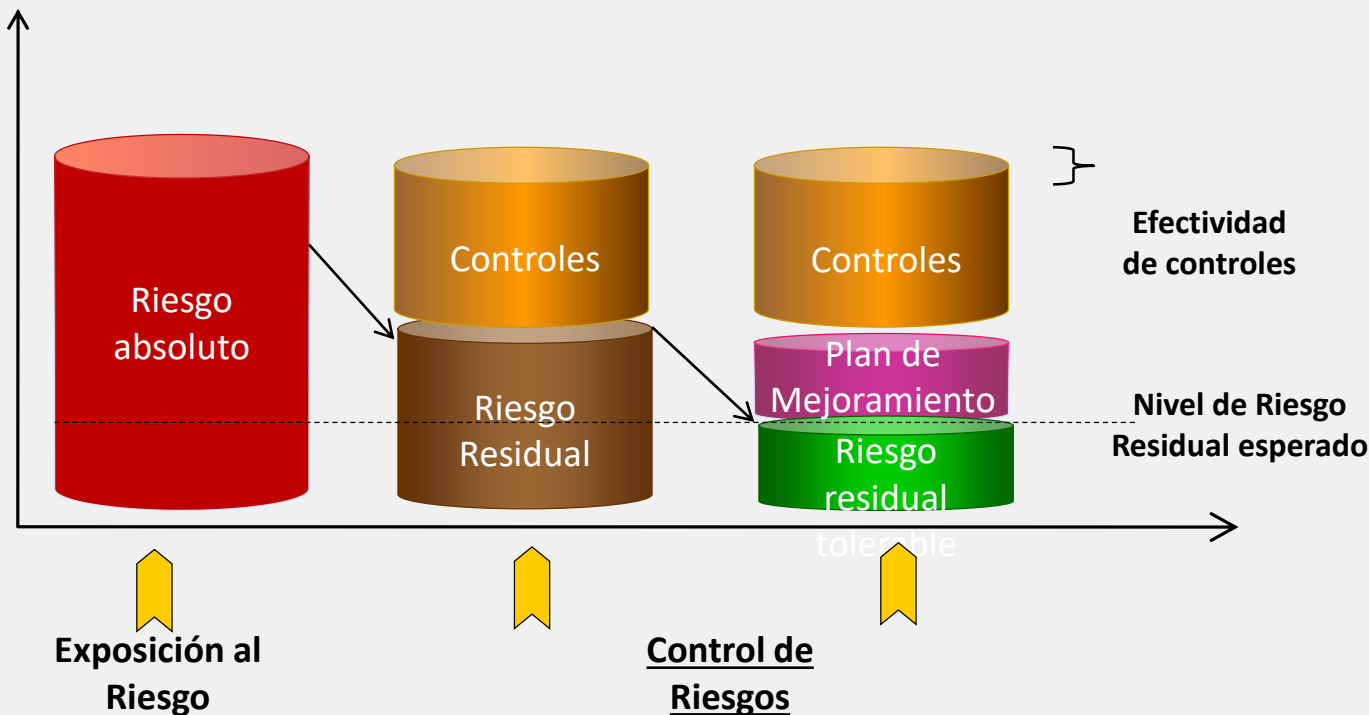 Riesgo
absoluto
Controles
Riesgo
Residual
Controles
Plan de
Mejoramiento
Riesgo
residual
tolerable
Efectividad
de controles
Nivel de Riesgo
Residual esperado
Exposición al
Riesgo
Control de
Riesgos